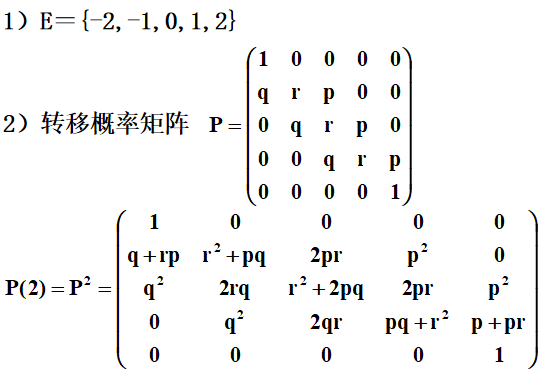 1) E={-2,-1,0,1,2}
2) 转移概率矩阵 P=
1 0 0 0 0
q r p 0 0
0 q r p 0
0 0 q r p
0 0 0 0 1
P(2)=P²=
1 0 0 0 0
q+rp r²+pq 2pr p² 0
q² 2rq r²+2pq 2pr p²
0 q² 2qr pq+r² p+pr
0 0 0 0 1